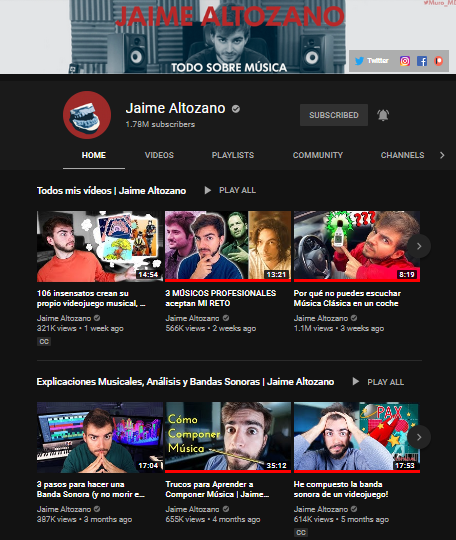 #Mure_M
JAIME ALTOZANO
TODO SOBRE MÚSICA
Twitter
Jaime Altozano
1.78M subscribers
SUBSCRIBED
HOME VIDEOS PLAYLISTS COMMUNITY CHANNELS
Todos mis vídeos | Jaime Altozano PLAY ALL
???
14:54 13:21 8:19
106 insensatos crean su propio videojuego musical, ...
Jaime Altozano
321K views • 1 week ago
CC
3 MÚSICOS PROFESIONALES
aceptan MI RETO
Jaime Altozano
566K views • 2 weeks ago
Por qué no puedes escuchar
Música Clásica en un coche
Jaime Altozano
1.1M views • 3 weeks ago
Explicaciones Musicales, Análisis y Bandas Sonoras | Jaime Altozano PLAY ALL
Cómo
Componer
Música
PAX
17:04 35:12 17:53
3 pasos para hacer una
Banda Sonora (y no morir e...
Jaime Altozano
387K views • 3 months ago
Trucos para Aprender a
Componer Música | Jaime...
Jaime Altozano
655K views • 4 months ago
He compuesto la banda
sonora de un videojuego!
Jaime Altozano
614K views • 5 months ago
CC